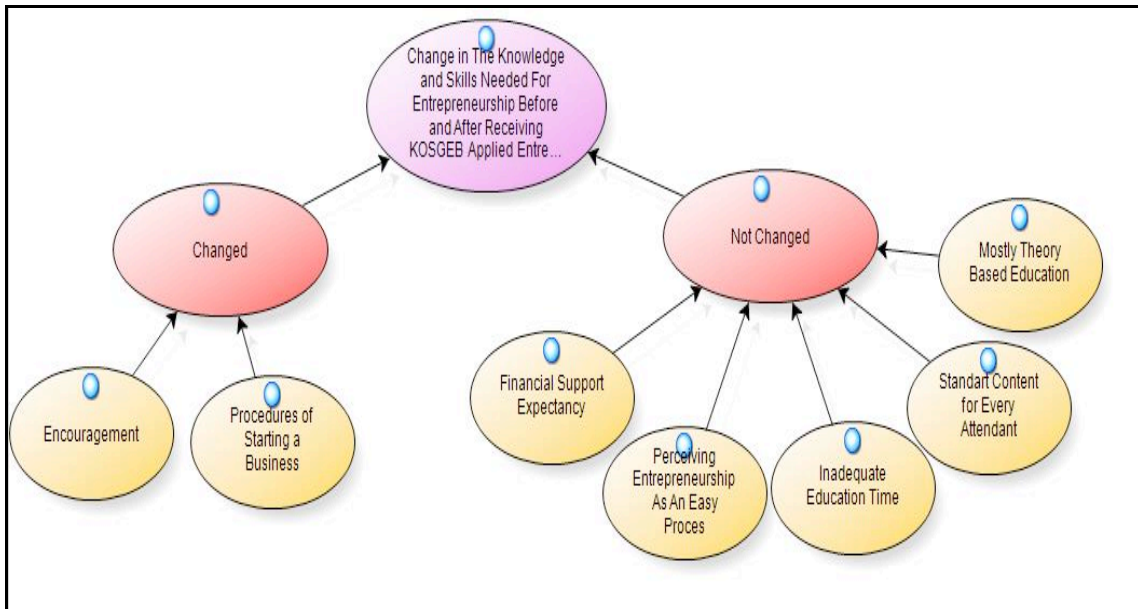 Change in The Knowledge
and Skills Needed For
Entrepreneurship Before
and After Receiving
KOSGEB Applied Entre...
Changed
Not Changed
Mostly Theory
Based Education
Encouragement
Procedures of
Starting a
Business
Financial Support
Expectancy
Perceiving
Entrepreneurship
As An Easy
Proces
Inadequate
Education Time
Standart Content
for Every
Attendant